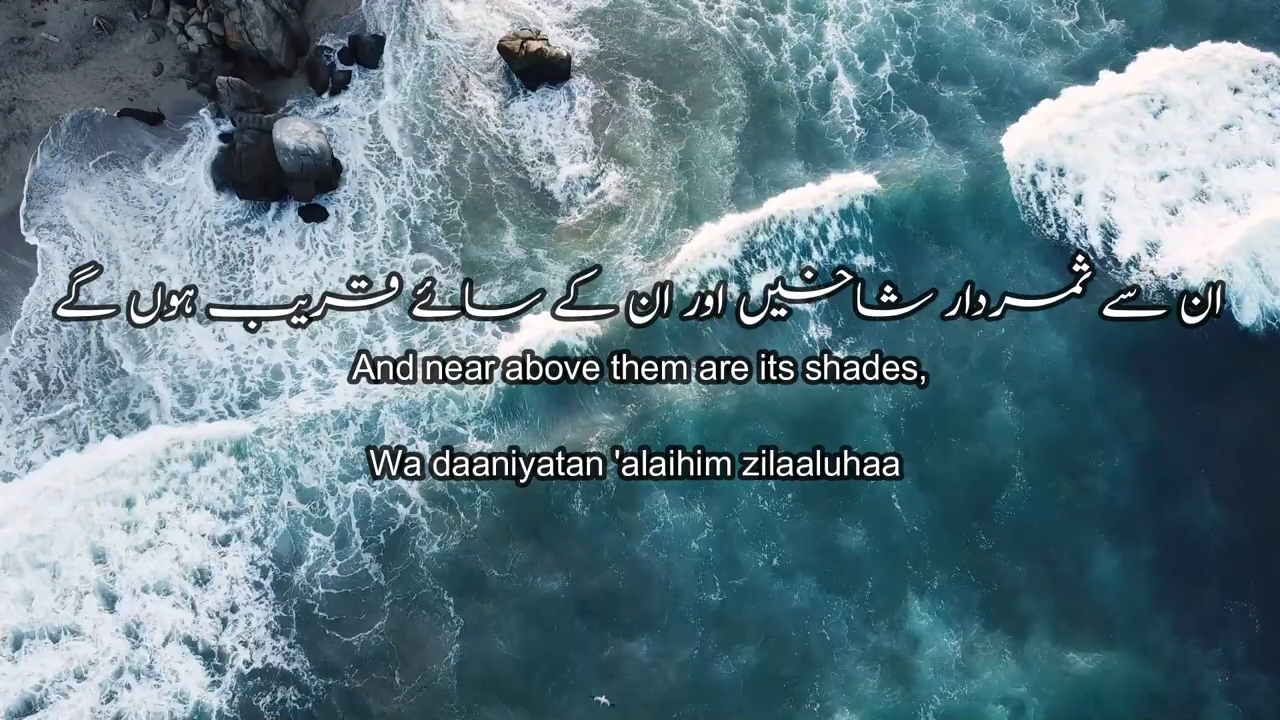 ان سے ثمردار شاخیں اور ان کے سائے قریب ہوں گے
And near above them are its shades,
Wa daaniyatan 'alaihim zilaaluhaa